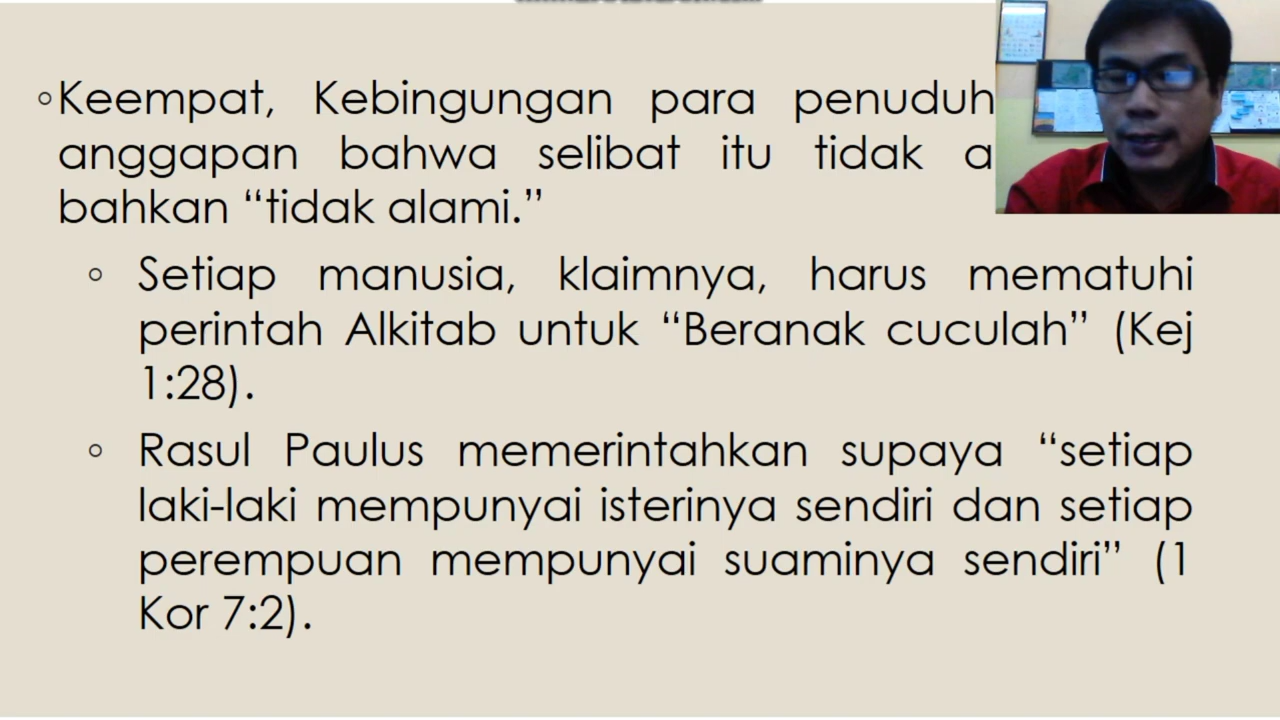 ◦Keempat, Kebingungan para penuduh
anggapan bahwa selibat itu tidak a
bahkan “tidak alami.”
◦ Setiap manusia, klaimnya, harus mematuhi
perintah Alkitab untuk “Beranak cuculah” (Kej
1:28).
◦ Rasul Paulus memerintahkan supaya “setiap
laki-laki mempunyai isterinya sendiri dan setiap
perempuan mempunyai suaminya sendiri” (1
Kor 7:2).